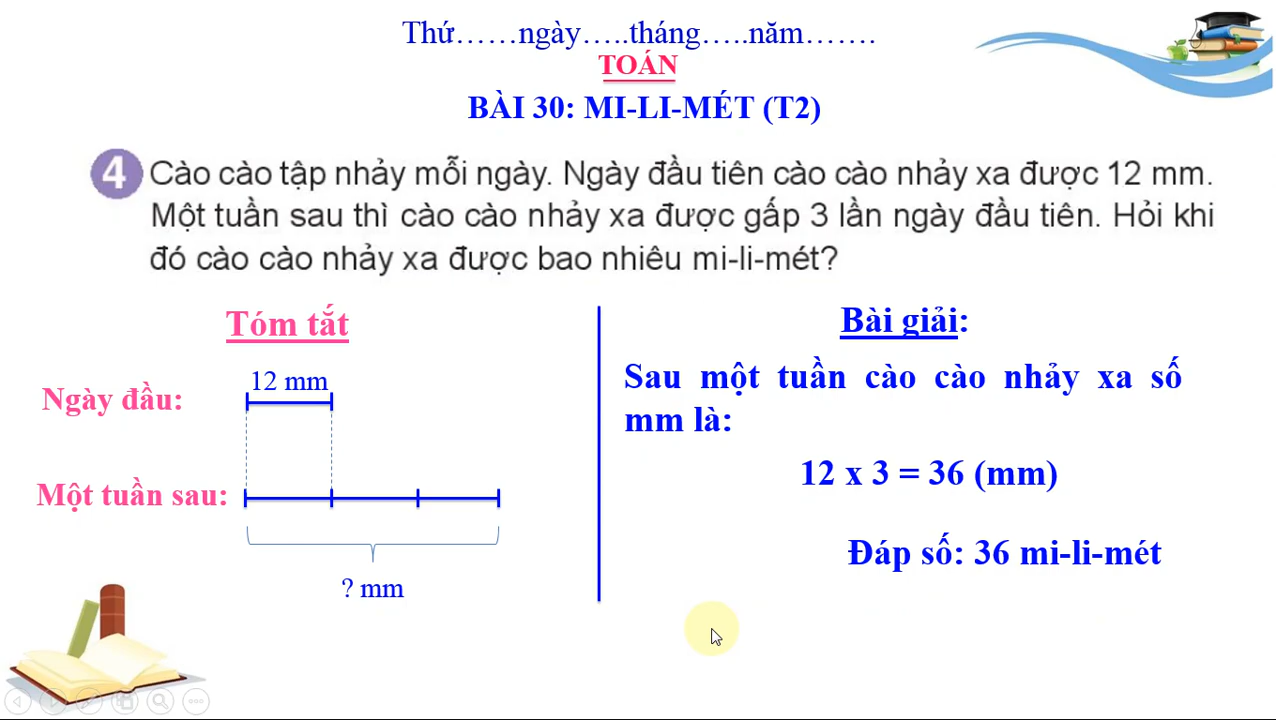 Thứ……ngày…..tháng…..năm…….
TOÁN
BÀI 30: MI-LI-MÉT (T2)
4 Cào cào tập nhảy mỗi ngày. Ngày đầu tiên cào cào nhảy xa được 12 mm.
Một tuần sau thì cào cào nhảy xa được gấp 3 lần ngày đầu tiên. Hỏi khi
đó cào cào nhảy xa được bao nhiêu mi-li-mét?
Tóm tắt
12 mm
Ngày đầu:
Một tuần sau:
? mm
Bài giải:
Sau một tuần cào cào nhảy xa số
mm là:
12 x 3 = 36 (mm)
Đáp số: 36 mi-li-mét